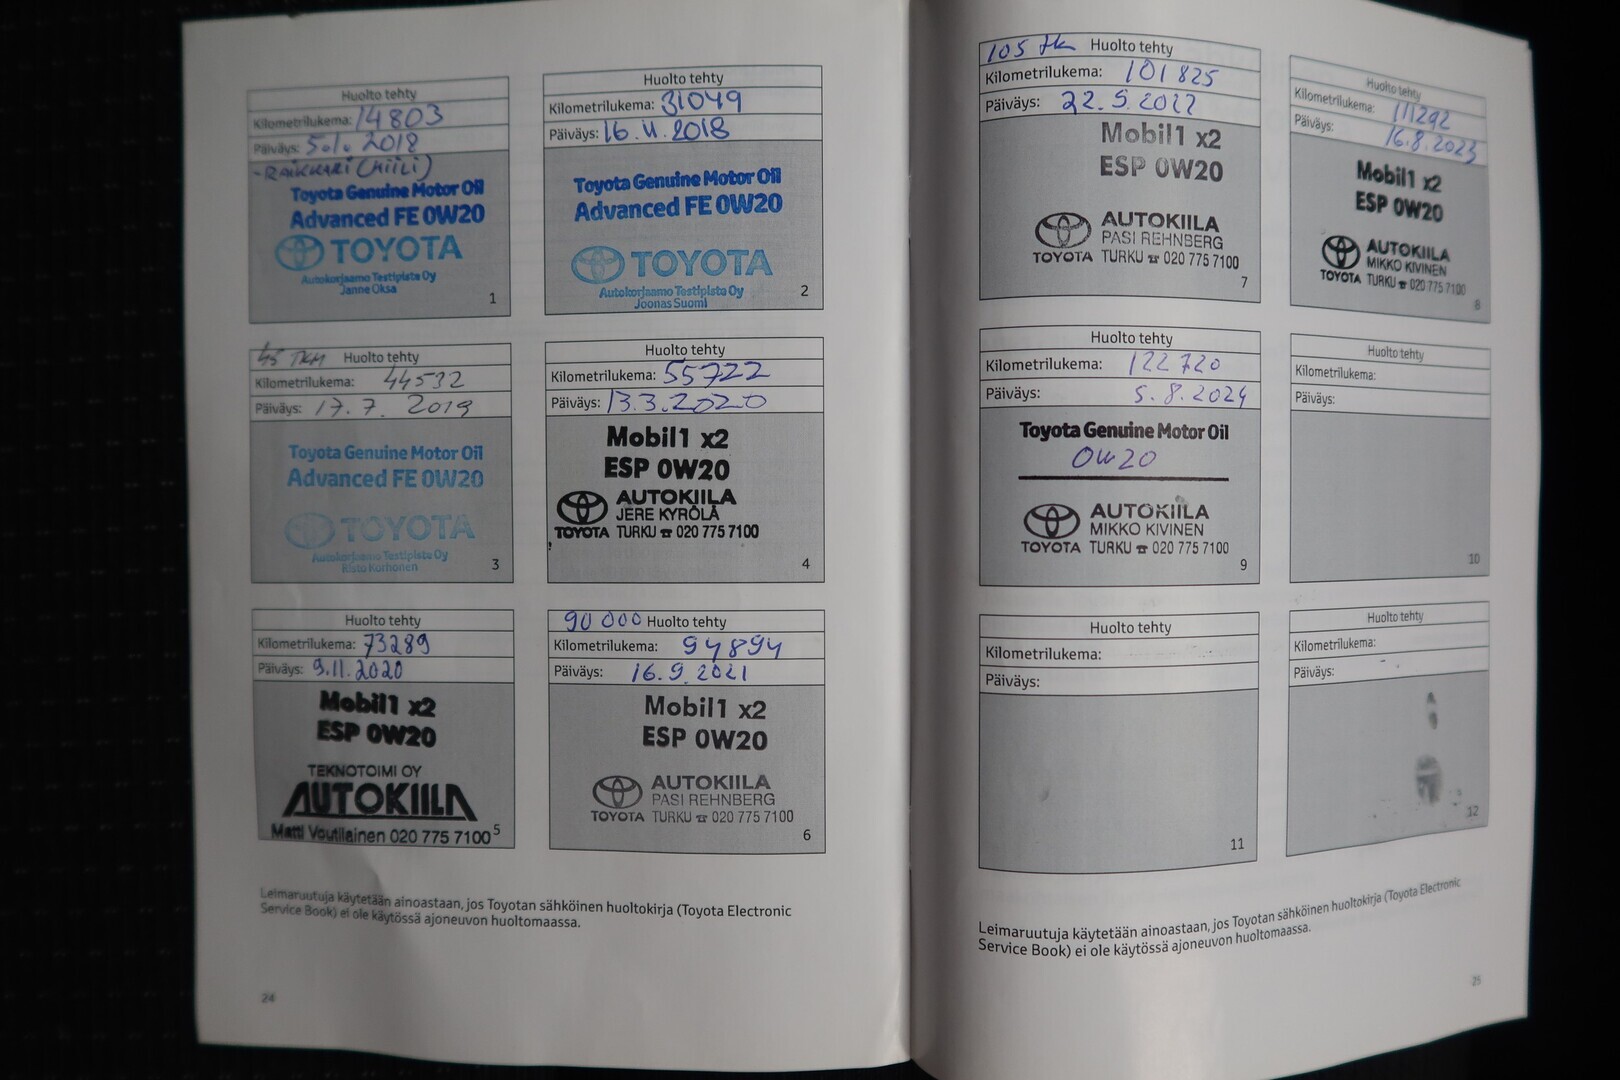 Huolto tehty
Kilometrilukema: 14803
Päiväys: 5.1. 2018
-RAIKKARI (HIILI)
Toyota Genuine Motor Oil
Advanced FE 0W20
TOYOTA
Autokorjaamo Testipiste Oy
Janne Oksa
1
Huolto tehty
Kilometrilukema: 31049
Päiväys: 16.11.2018
Toyota Genuine Motor Oil
Advanced FE 0W20
TOYOTA
Autokorjaamo Testipiste Oy
Joonas Suomi
2
45 TKM Huolto tehty
Kilometrilukema: 44532
Päiväys: 17.7. 2019
Toyota Genuine Motor Oil
Advanced FE 0W20
TOYOTA
Autokorjaamo Testipiste Oy
Risto Korhonen
3
Huolto tehty
Kilometrilukema: 55722
Päiväys: 13.3.2020
Mobil1 x2
ESP 0W20
AUTOKIILA
JERE KYRÖLÄ
TOYOTA TURKU ☎ 020 775 7100
4
Huolto tehty
Kilometrilukema: 73289
Päiväys: 9.11.2020
Mobil1 x2
ESP 0W20
TEKNOTOIMI OY
AUTOKIILA
Matti Voutilainen 020 775 7100
5
90 000 Huolto tehty
Kilometrilukema: 94894
Päiväys: 16.9.2021
Mobil1 x2
ESP 0W20
AUTOKIILA
PASI REHNBERG
TOYOTA TURKU ☎ 020 775 7100
6
Leimaruutuja käytetään ainoastaan, jos Toyotan sähköinen huoltokirja (Toyota Electronic
Service Book) ei ole käytössä ajoneuvon huoltomaassa.
24
105 tk Huolto tehty
Kilometrilukema: 101 825
Päiväys: 22.5.2022
Mobil1 x2
ESP 0W20
AUTOKIILA
PASI REHNBERG
TOYOTA TURKU ☎ 020 775 7100
7
Huolto tehty
Kilometrilukema: 111292
Päiväys: 16.8.2023
Mobil1 x2
ESP 0W20
AUTOKIILA
MIKKO KIVINEN
TOYOTA TURKU ☎ 020 775 7100
8
Huolto tehty
Kilometrilukema: 122 720
Päiväys: 5.8.2024
Toyota Genuine Motor Oil
0W20
AUTOKIILA
MIKKO KIVINEN
TOYOTA TURKU ☎ 020 775 7100
9
Huolto tehty
Kilometrilukema:
Päiväys:
10
Huolto tehty
Kilometrilukema:
Päiväys:
11
Huolto tehty
Kilometrilukema:
Päiväys:
12
Leimaruutuja käytetään ainoastaan, jos Toyotan sähköinen huoltokirja (Toyota Electronic
Service Book) ei ole käytössä ajoneuvon huoltomaassa.
25